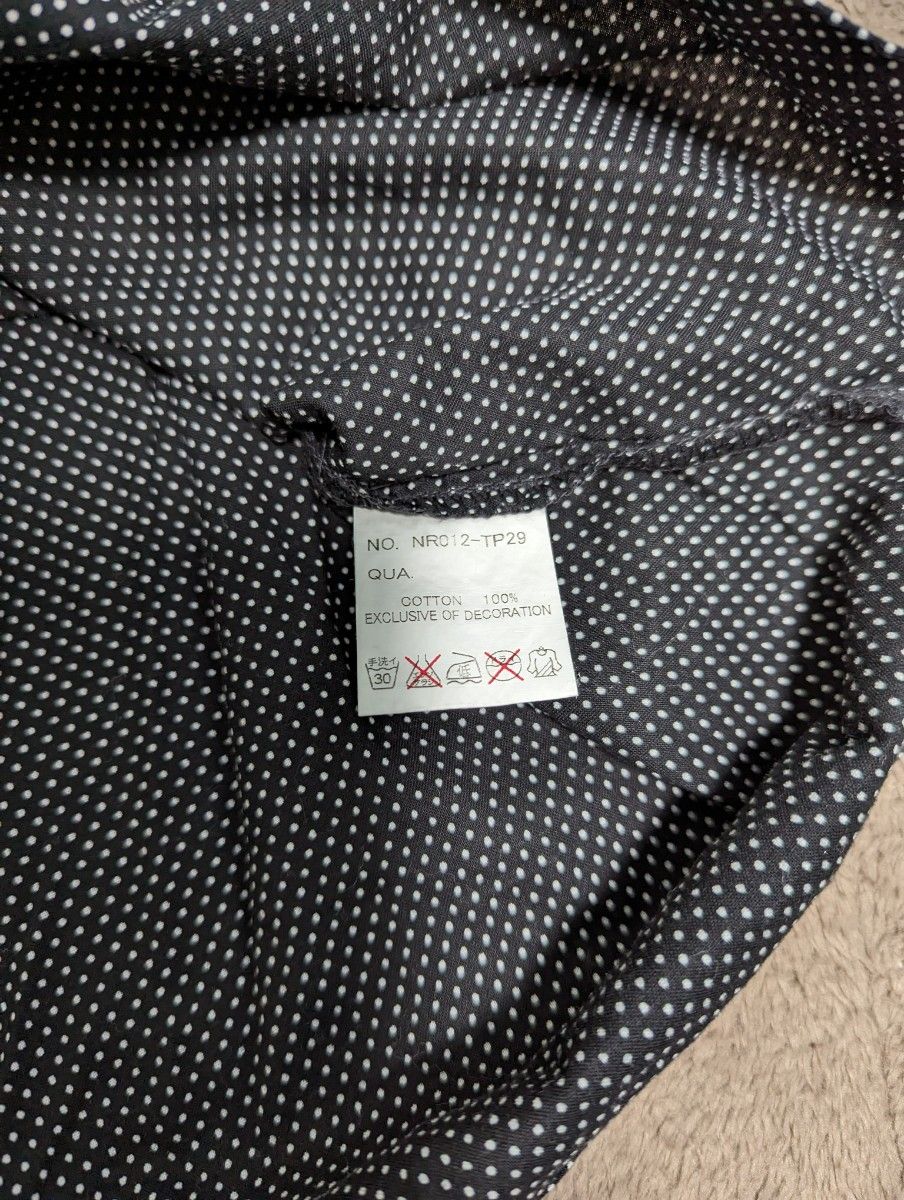 NO. NR012-TP29
QUA.
COTTON 100%
EXCLUSIVE OF DECORATION
手洗イ
30
低